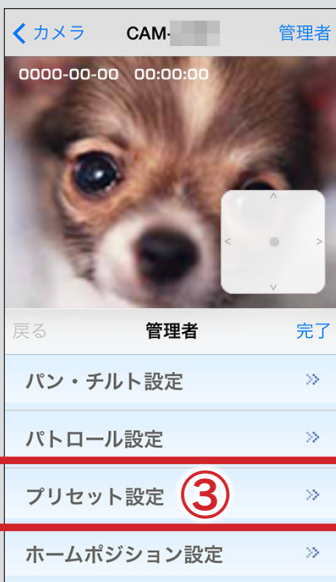 カメラ CAM- 管理者
0000-00-00 00:00:00
戻る 管理者 完了
パン・チルト設定
パトロール設定
プリセット設定 ③
ホームポジション設定